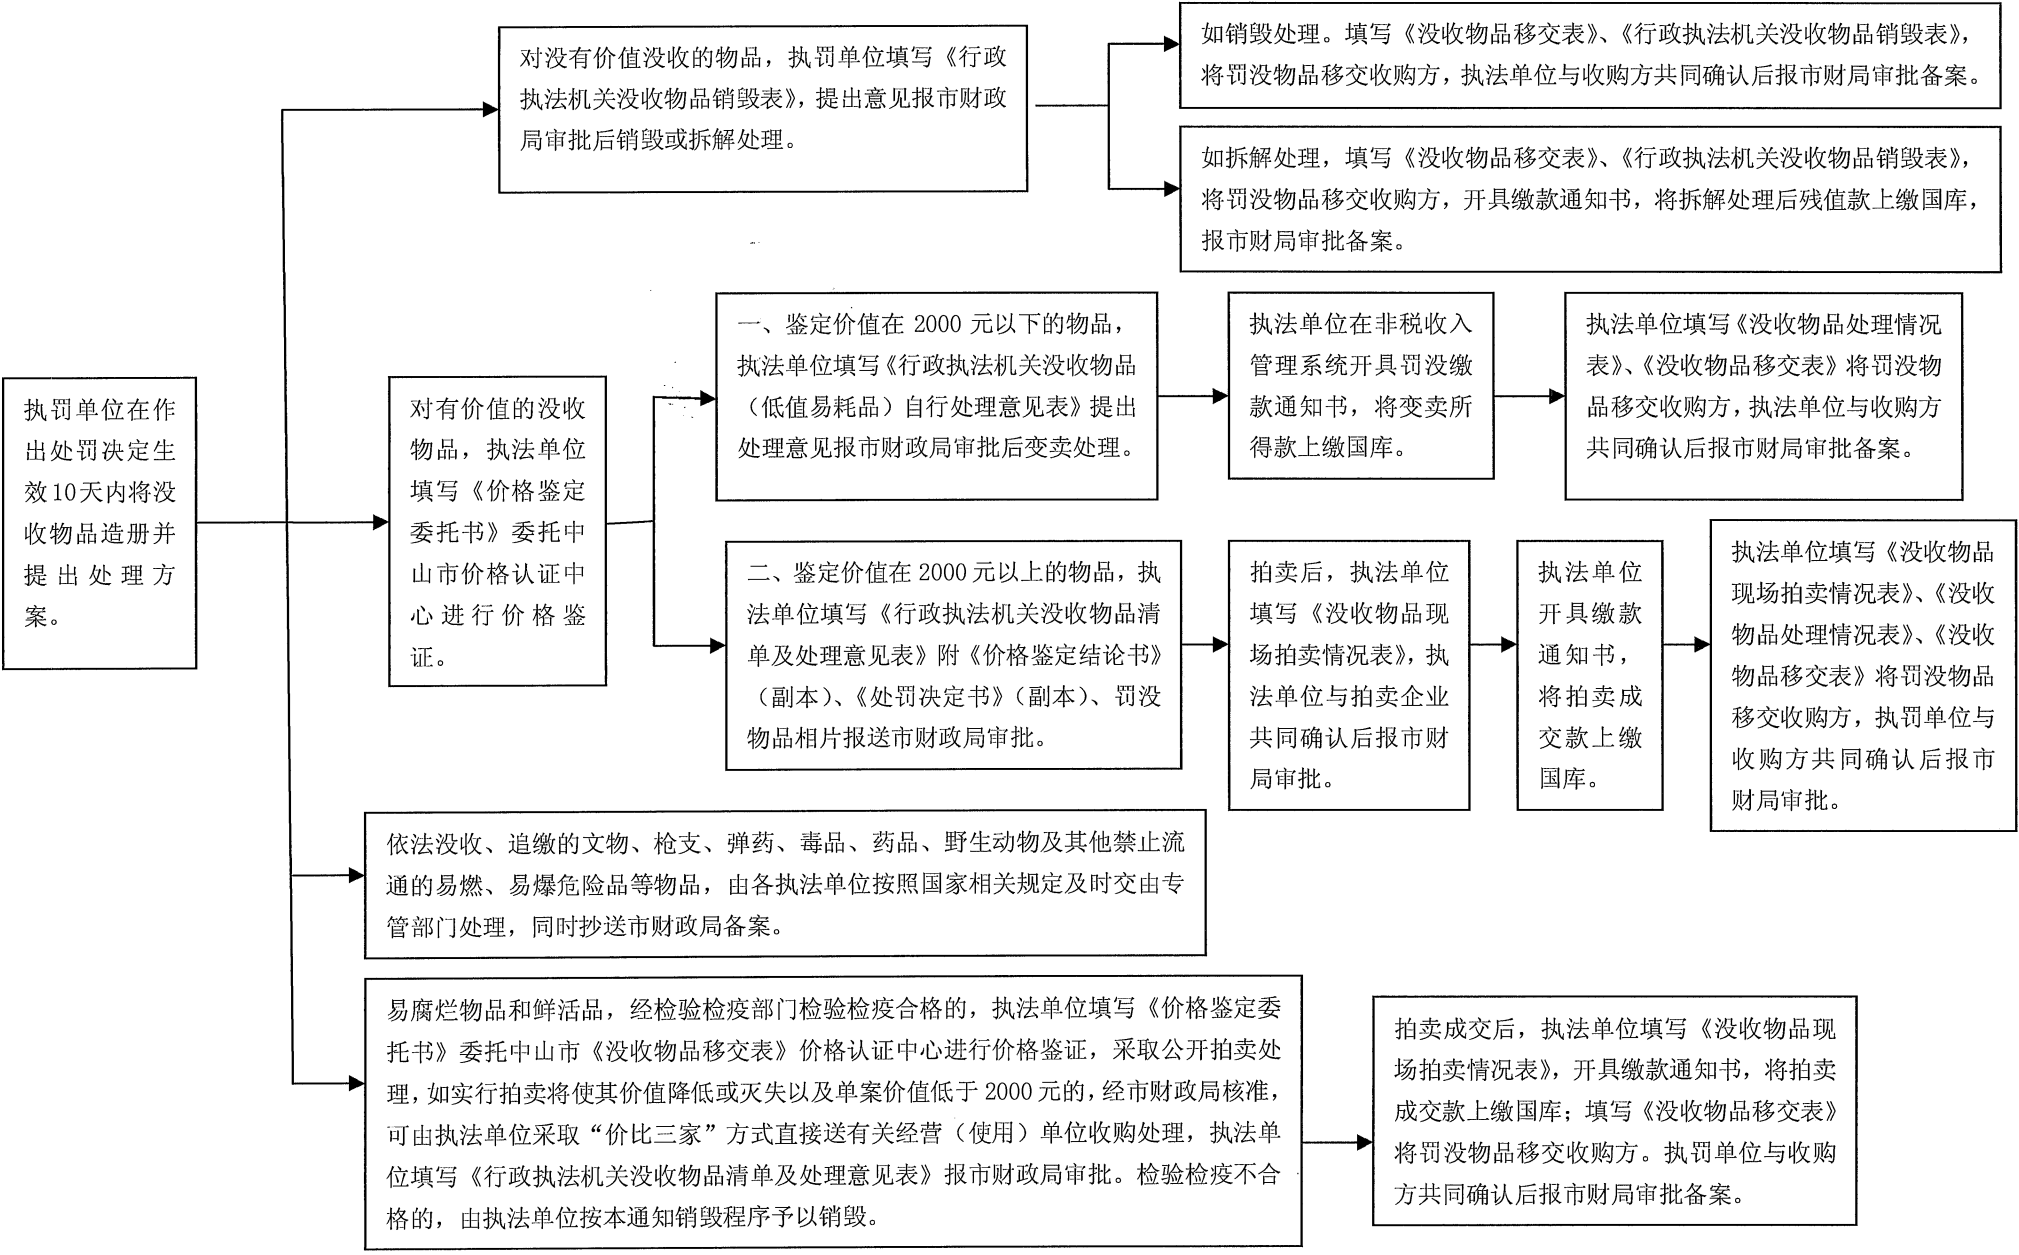 执罚单位在作
出处罚决定生
效10天内将没
收物品造册并
提出处理方
案。
对没有价值没收的物品，执罚单位填写《行政
执法机关没收物品销毁表》，提出意见报市财政
局审批后销毁或拆解处理。
如销毁处理。填写《没收物品移交表》、《行政执法机关没收物品销毁表》，
将罚没物品移交收购方，执法单位与收购方共同确认后报市财局审批备案。
如拆解处理，填写《没收物品移交表》、《行政执法机关没收物品销毁表》，
将罚没物品移交收购方，开具缴款通知书，将拆解处理后残值款上缴国库，
报市财局审批备案。
对有价值的没收
物品，执法单位
填写《价格鉴定
委托书》委托中
山市价格认证中
心进行价格鉴
证。
一、鉴定价值在 2000 元以下的物品，
执法单位填写《行政执法机关没收物品
（低值易耗品）自行处理意见表》提出
处理意见报市财政局审批后变卖处理。
执法单位在非税收入
管理系统开具罚没缴
款通知书，将变卖所
得款上缴国库。
执法单位填写《没收物品处理情况
表》、《没收物品移交表》将罚没物
品移交收购方，执法单位与收购方
共同确认后报市财局审批备案。
二、鉴定价值在2000元以上的物品，执
法单位填写《行政执法机关没收物品清
单及处理意见表》附《价格鉴定结论书》
（副本）、《处罚决定书》（副本）、罚没
物品相片报送市财政局审批。
拍卖后，执法单位
填写《没收物品现
场拍卖情况表》，执
法单位与拍卖企业
共同确认后报市财
局审批。
执法单位
开具缴款
通知书，
将拍卖成
交款上缴
国库。
执法单位填写《没收物品
现场拍卖情况表》、《没收
物品处理情况表》、《没收
物品移交表》将罚没物品
移交收购方，执罚单位与
收购方共同确认后报市
财局审批。
依法没收、追缴的文物、枪支、弹药、毒品、药品、野生动物及其他禁止流
通的易燃、易爆危险品等物品，由各执法单位按照国家相关规定及时交由专
管部门处理，同时抄送市财政局备案。
易腐烂物品和鲜活品，经检验检疫部门检验检疫合格的，执法单位填写《价格鉴定委
托书》委托中山市《没收物品移交表》价格认证中心进行价格鉴证，采取公开拍卖处
理，如实行拍卖将使其价值降低或灭失以及单案价值低于2000元的，经市财政局核准，
可由执法单位采取“价比三家”方式直接送有关经营（使用）单位收购处理，执法单
位填写《行政执法机关没收物品清单及处理意见表》报市财政局审批。检验检疫不合
格的，由执法单位按本通知销毁程序予以销毁。
拍卖成交后，执法单位填写《没收物品现
场拍卖情况表》，开具缴款通知书，将拍卖
成交款上缴国库；填写《没收物品移交表》
将罚没物品移交收购方。执罚单位与收购
方共同确认后报市财局审批备案。